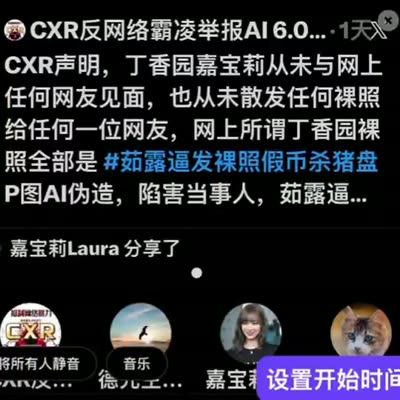 CXR反网络霸凌举报AI 6.0... ·1天
CXR声明，丁香园嘉宝莉从未与网上
任何网友见面，也从未散发任何裸照
给任何一位网友，网上所谓丁香园裸
照全部是 #茹露逼发裸照假币杀猪盘
P图AI伪造，陷害当事人，茹露逼...
嘉宝莉Laura 分享了
CXR
将所有人静音
音乐
CXR反...
嘉宝莉
设置开始时间